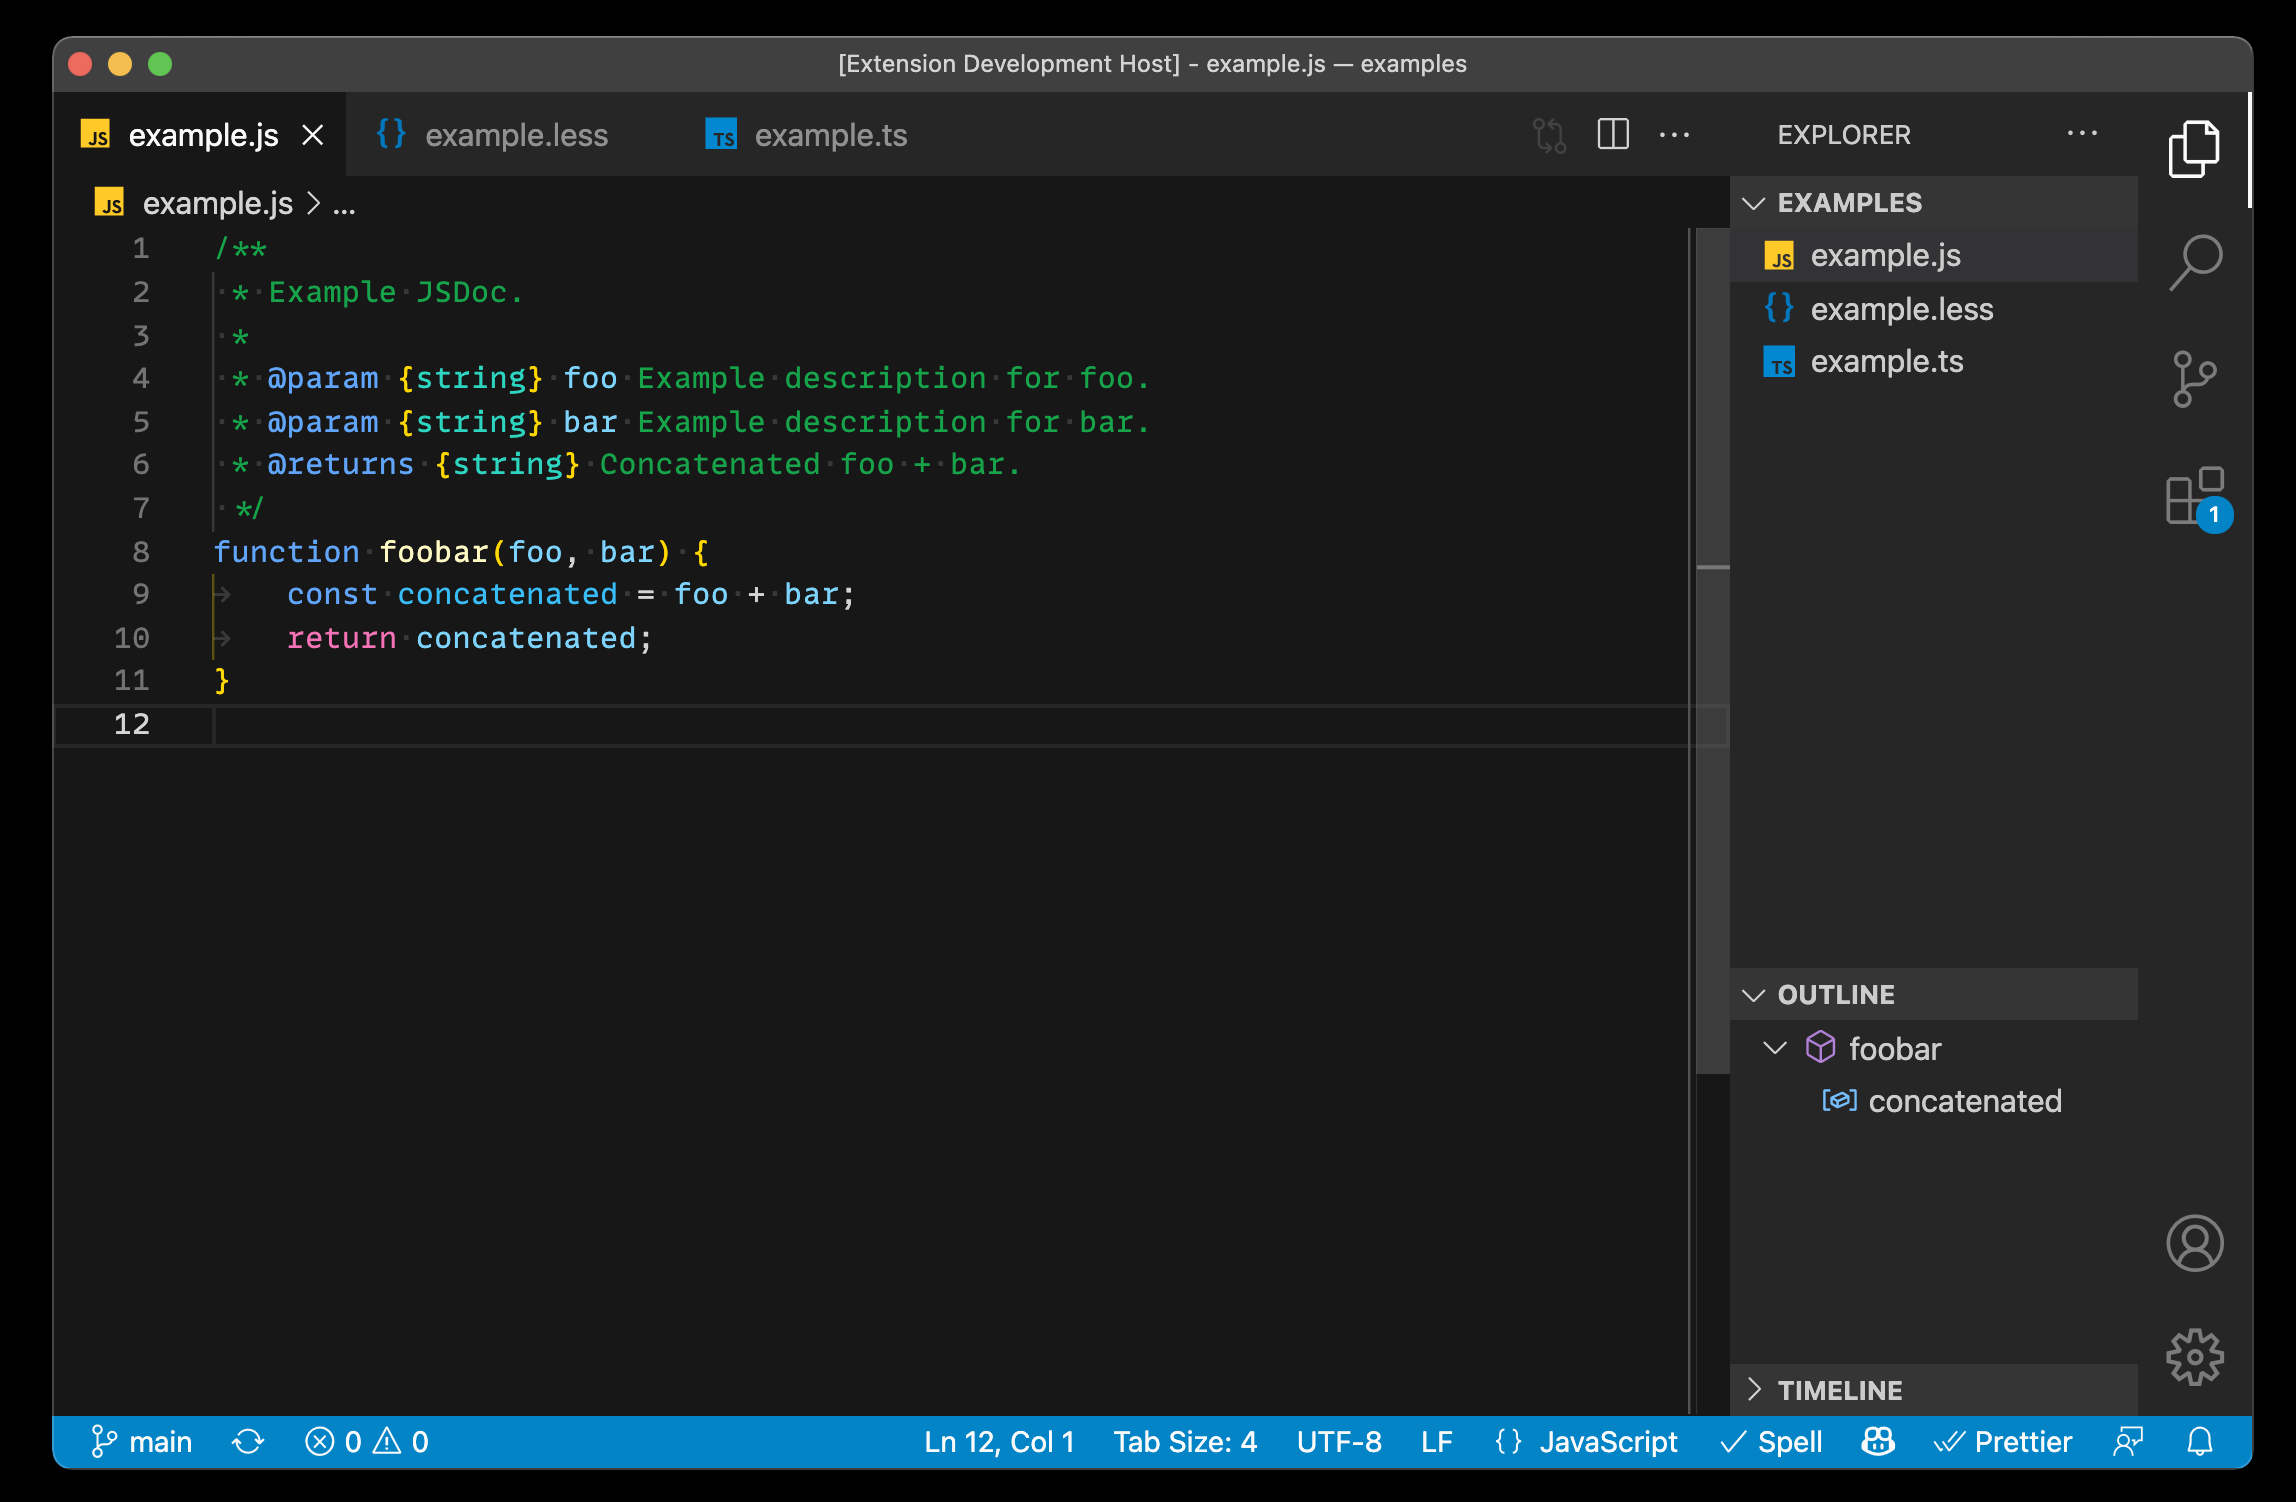 [Extension Development Host] - example.js — examples
JS example.js {} example.less TS example.ts EXPLORER
JS example.js > ...
1 /**
2 * Example JSDoc.
3 *
4 * @param {string} foo Example description for foo.
5 * @param {string} bar Example description for bar.
6 * @returns {string} Concatenated foo + bar.
7 */
8 function foobar(foo, bar) {
9 const concatenated = foo + bar;
10 return concatenated;
11 }
12
EXAMPLES
JS example.js
{} example.less
TS example.ts
1
OUTLINE
foobar
concatenated
TIMELINE
main 0 0 Ln 12, Col 1 Tab Size: 4 UTF-8 LF {} JavaScript Spell Prettier